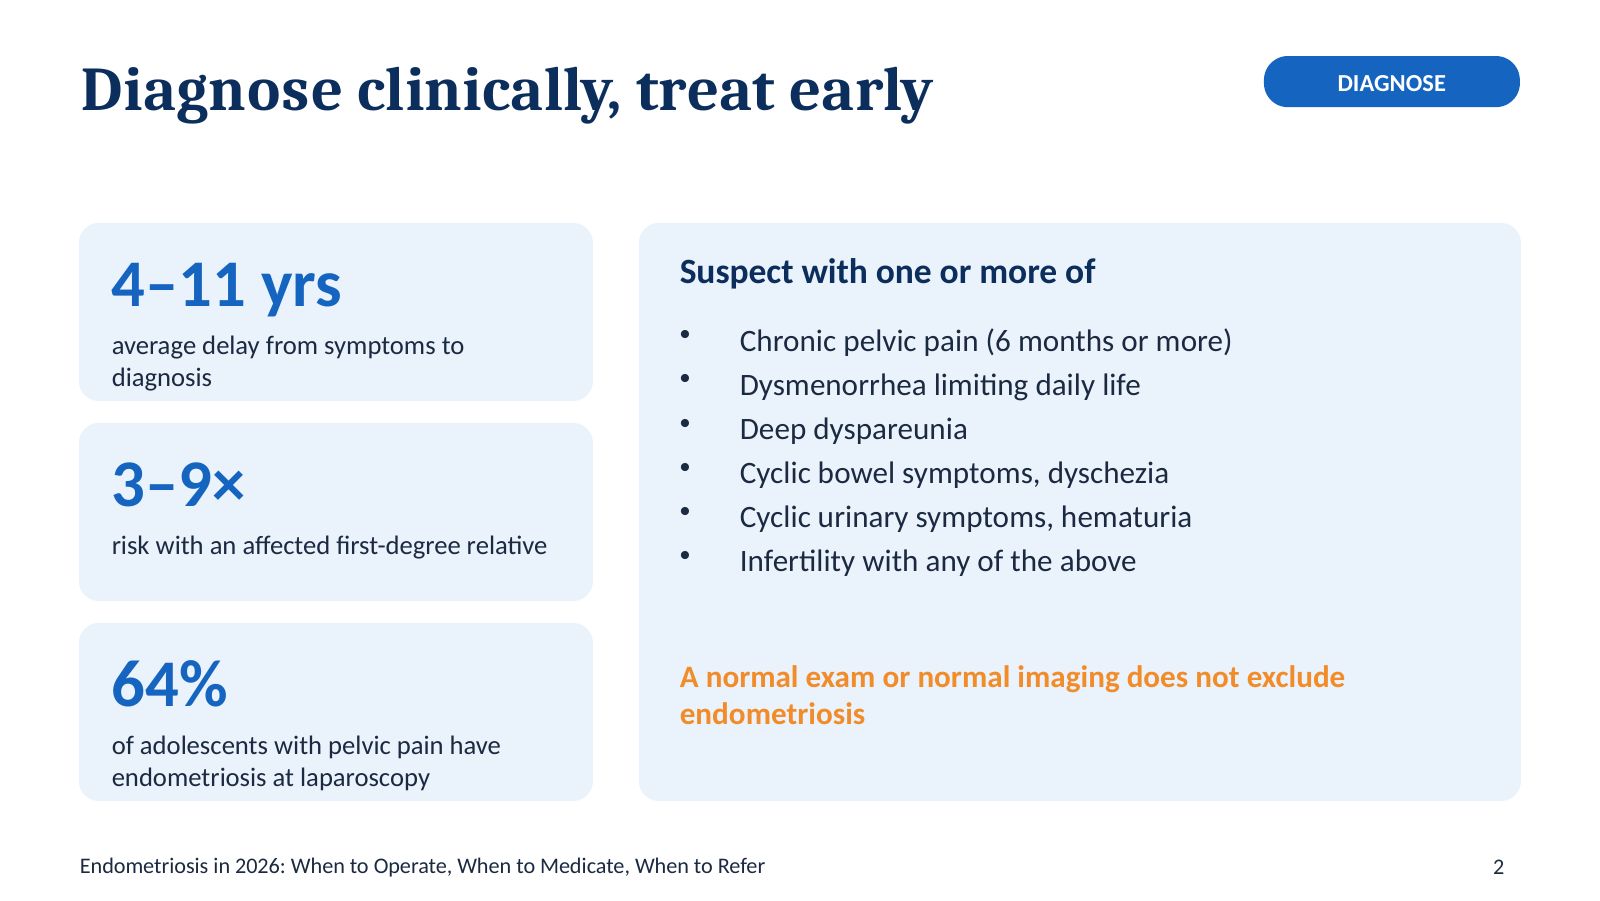 Diagnose clinically, treat early
DIAGNOSE
4–11 yrs
average delay from symptoms to
diagnosis
3–9×
risk with an affected first-degree relative
64%
of adolescents with pelvic pain have
endometriosis at laparoscopy
Suspect with one or more of
• Chronic pelvic pain (6 months or more)
• Dysmenorrhea limiting daily life
• Deep dyspareunia
• Cyclic bowel symptoms, dyschezia
• Cyclic urinary symptoms, hematuria
• Infertility with any of the above
A normal exam or normal imaging does not exclude
endometriosis
Endometriosis in 2026: When to Operate, When to Medicate, When to Refer
2